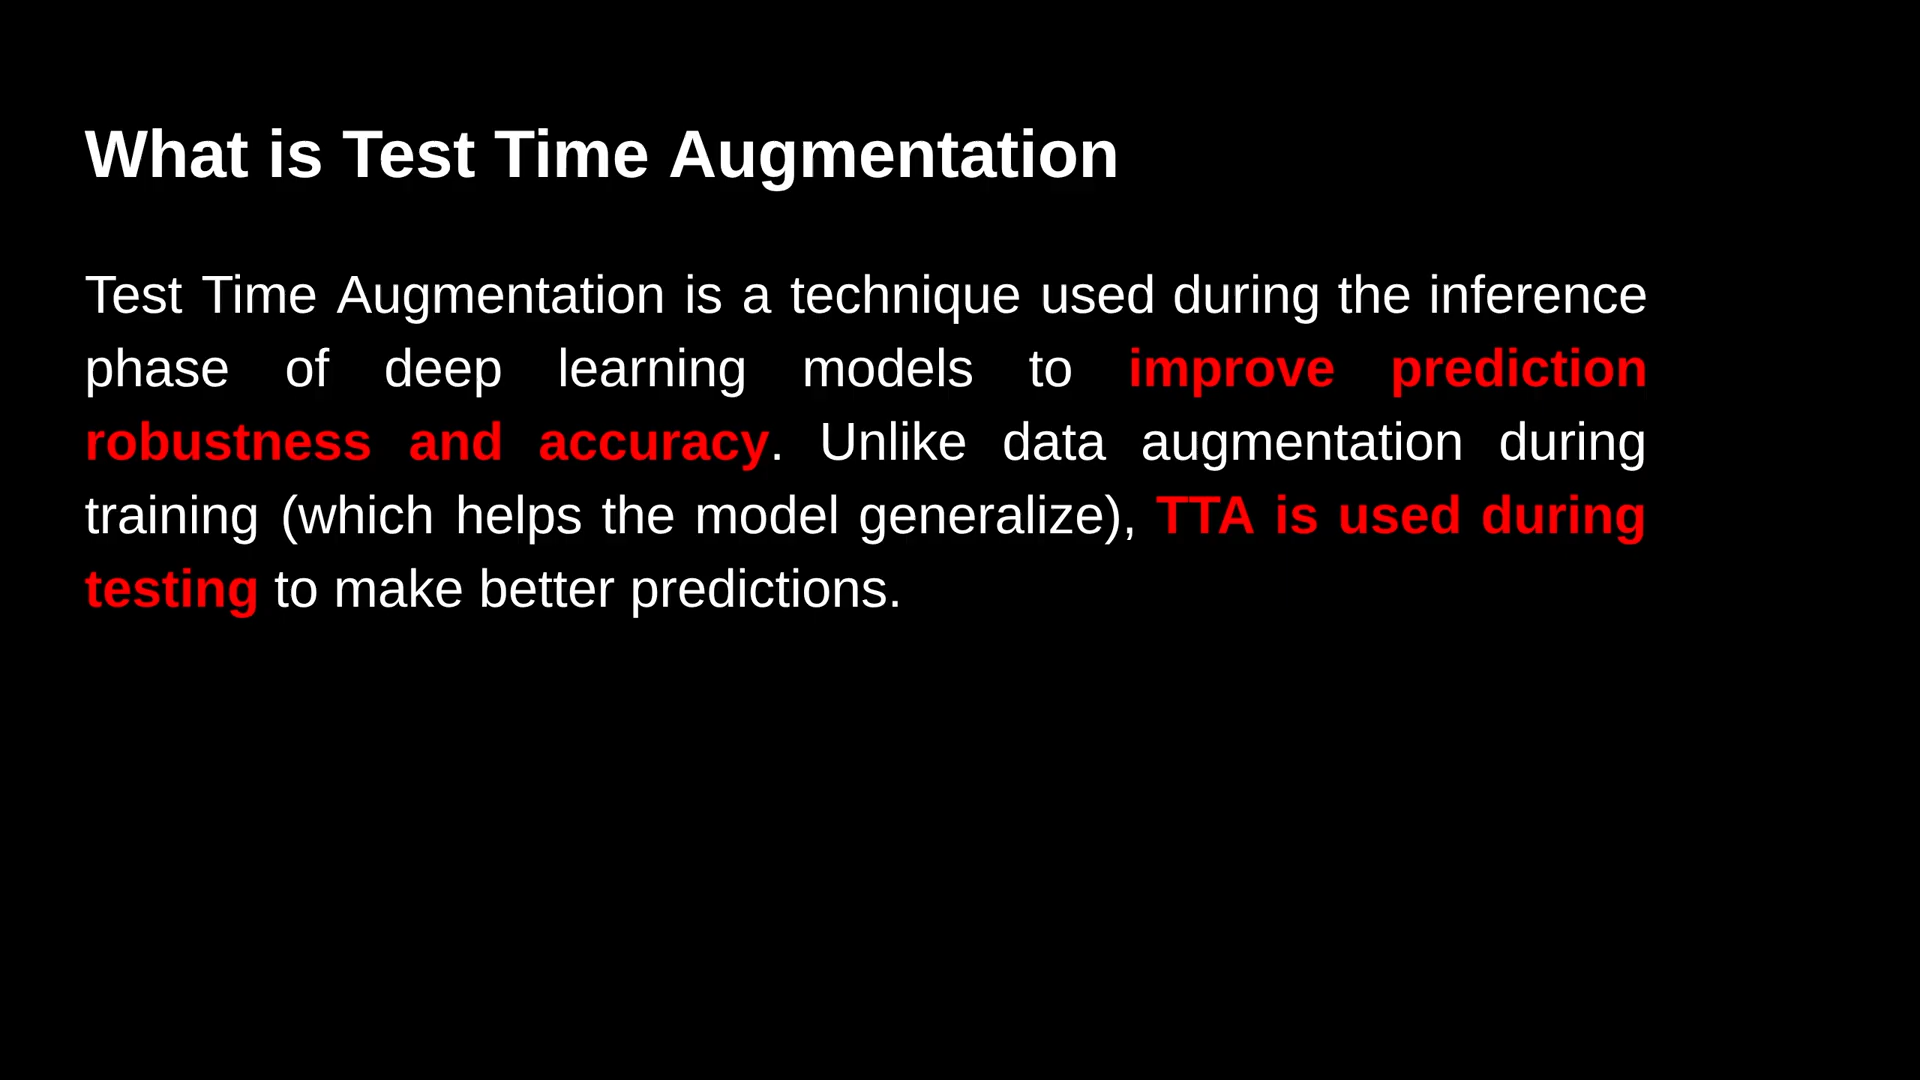 What is Test Time Augmentation
Test Time Augmentation is a technique used during the inference
phase of deep learning models to improve prediction
robustness and accuracy. Unlike data augmentation during
training (which helps the model generalize), TTA is used during
testing to make better predictions.